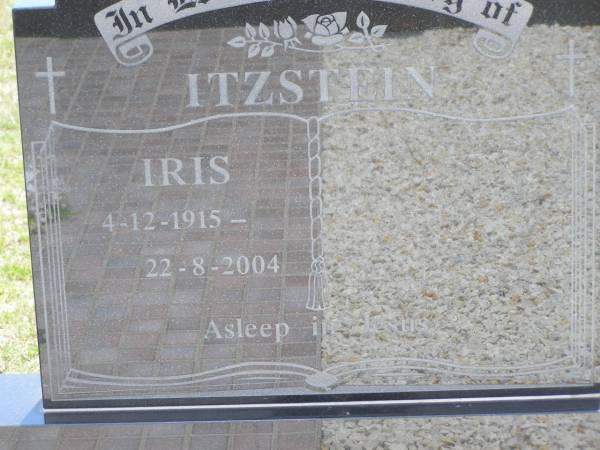 In of
ITZSTEIN
IRIS
4-12-1915 –
22-8-2004
Asleep in Jesus